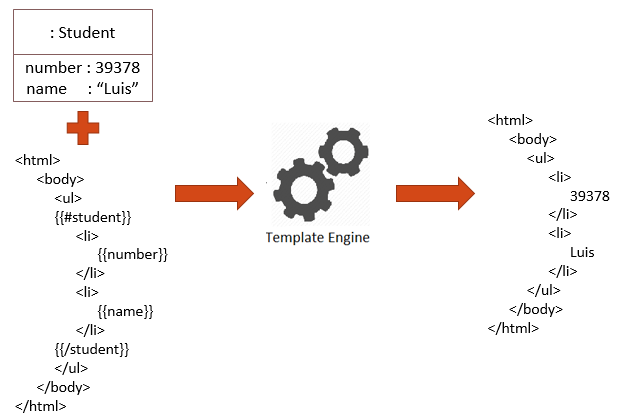 : Student
number : 39378
name : “Luis”
<html>
<body>
<ul>
{{#student}}
<li>
{{number}}
</li>
<li>
{{name}}
</li>
{{/student}}
</ul>
</body>
</html>
Template Engine
<html>
<body>
<ul>
<li>
39378
</li>
<li>
Luis
</li>
</ul>
</body>
</html>